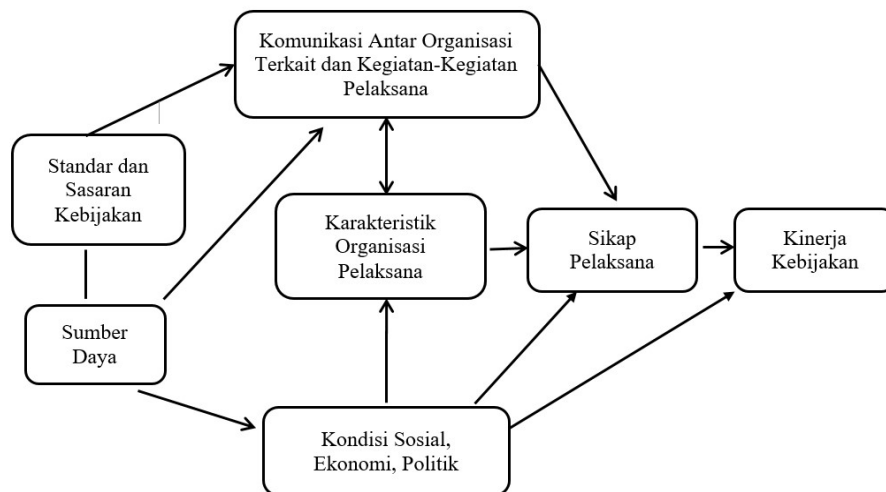 Komunikasi Antar Organisasi
Terkait dan Kegiatan-Kegiatan
Pelaksana
Standar dan
Sasaran
Kebijakan
Karakteristik
Organisasi
Pelaksana
Sikap
Pelaksana
Kinerja
Kebijakan
Sumber
Daya
Kondisi Sosial,
Ekonomi, Politik